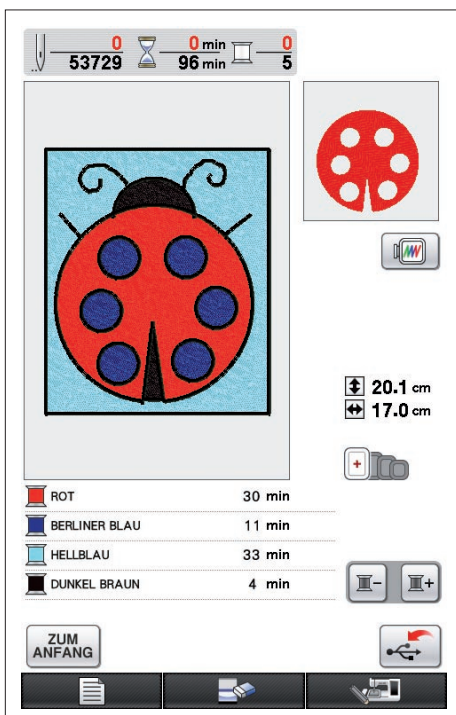 0 0 min 0
53729 96 min 5
20.1 cm
17.0 cm
ROT 30 min
BERLINER BLAU 11 min
HELLBLAU 33 min
DUNKEL BRAUN 4 min
ZUM
ANFANG